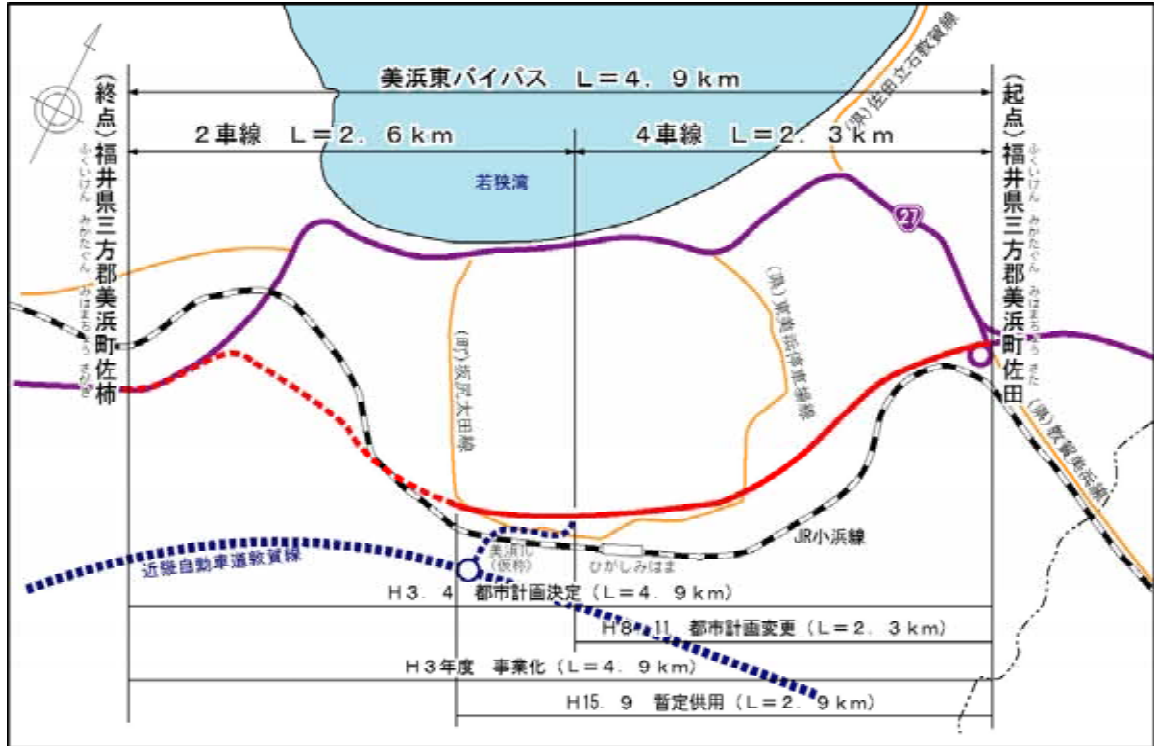 美浜東バイパス L=4.9km
2車線 L=2.6km
4車線 L=2.3km
(終点)福井県三方郡美浜町佐柿
ふくいけん みかたぐん みはまちょう さがき
(起点)福井県三方郡美浜町佐田
ふくいけん みかたぐん みはまちょう さた
(県)佐田立石敦賀線
若狭湾
27
(町)坂尻太田線
(県)東美浜停車場線
(県)敦賀美浜線
JR小浜線
美浜IC
(仮称)
ひがしみはま
近畿自動車道敦賀線
H3.4 都市計画決定(L=4.9km)
H8.11 都市計画変更(L=2.3km)
H3年度 事業化(L=4.9km)
H15.9 暫定供用(L=2.9km)